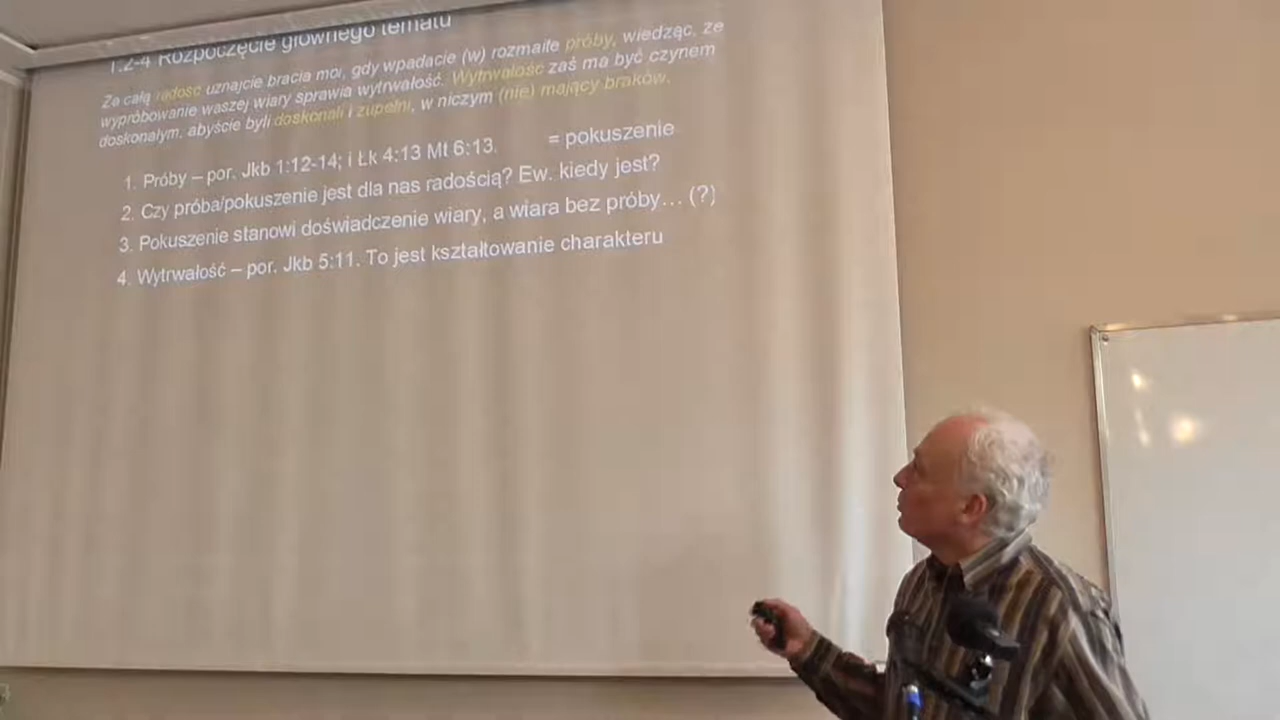 1:2-4 Rozpoczęcie głównego tematu
Za całą radość uznajcie bracia moi, gdy wpadacie (w) rozmaite próby, wiedząc, że
wypróbowanie waszej wiary sprawia wytrwałość. Wytrwałość zaś ma być czynem
doskonałym, abyście byli doskonali i zupełni, w niczym (nie) mający braków.
1. Próby – por. Jkb 1:12-14; i Łk 4:13 Mt 6:13. = pokuszenie
2. Czy próba/pokuszenie jest dla nas radością? Ew. kiedy jest?
3. Pokuszenie stanowi doświadczenie wiary, a wiara bez próby… (?)
4. Wytrwałość – por. Jkb 5:11. To jest kształtowanie charakteru